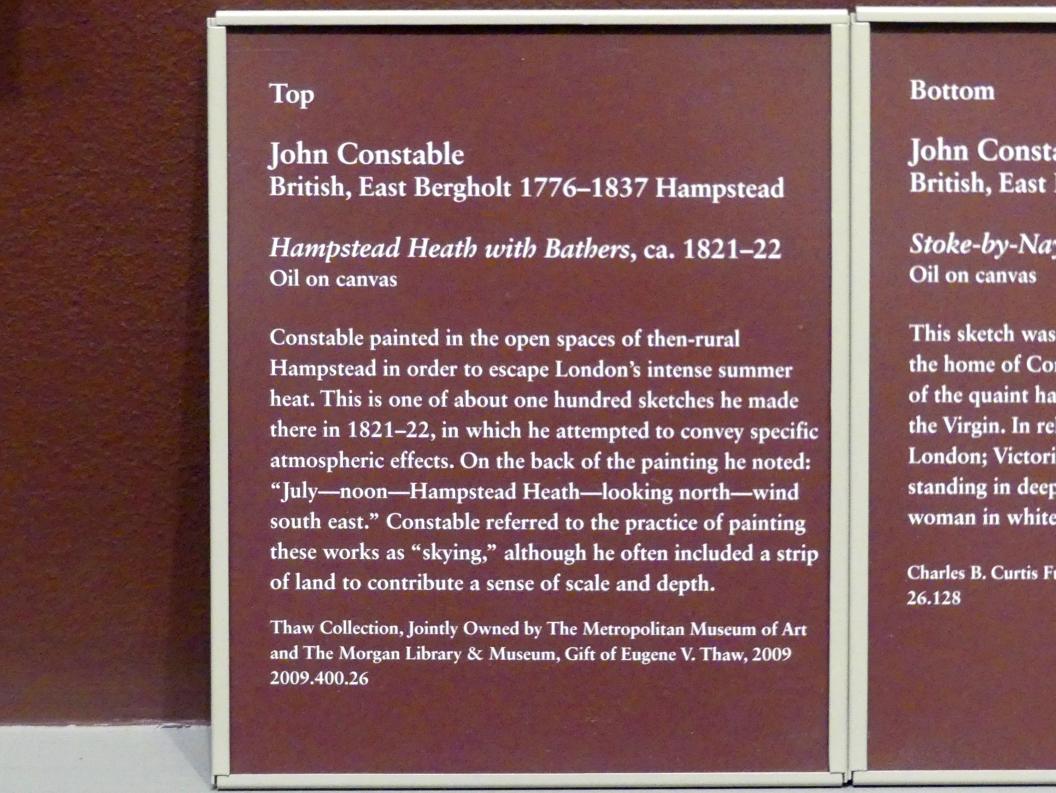 Top
John Constable
British, East Bergholt 1776–1837 Hampstead
Hampstead Heath with Bathers, ca. 1821–22
Oil on canvas
Constable painted in the open spaces of then-rural
Hampstead in order to escape London’s intense summer
heat. This is one of about one hundred sketches he made
there in 1821–22, in which he attempted to convey specific
atmospheric effects. On the back of the painting he noted:
“July—noon—Hampstead Heath—looking north—wind
south east.” Constable referred to the practice of painting
these works as “skying,” although he often included a strip
of land to contribute a sense of scale and depth.
Thaw Collection, Jointly Owned by The Metropolitan Museum of Art
and The Morgan Library & Museum, Gift of Eugene V. Thaw, 2009
2009.400.26
Bottom
John
British, East
Stoke-by-
Oil on canvas
This sketch was
the home of
of the quaint
the Virgin. In
London;
standing in
woman in white
Charles B. Curtis
26.128